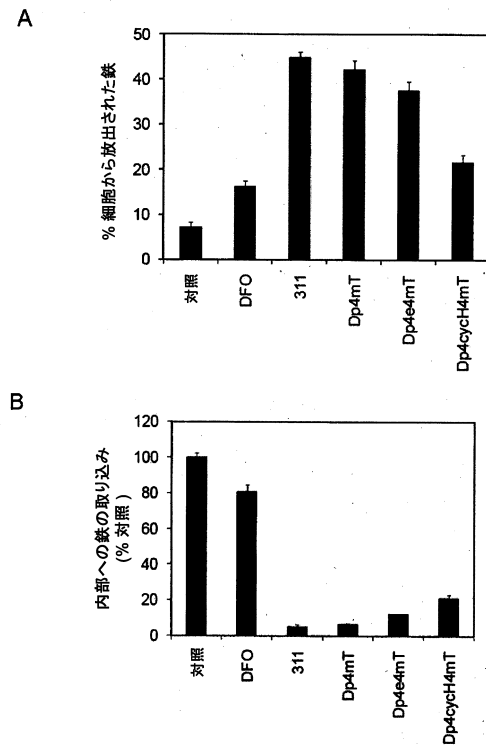 A
% 細胞から放出された鉄
50
40
30
20
10
0
対照
DFO
311
Dp4mT
Dp4e4mT
Dp4cycH4mT
B
内部への鉄の取り込み
(% 対照)
120
100
80
60
40
20
0
対照
DFO
311
Dp4mT
Dp4e4mT
Dp4cycH4mT